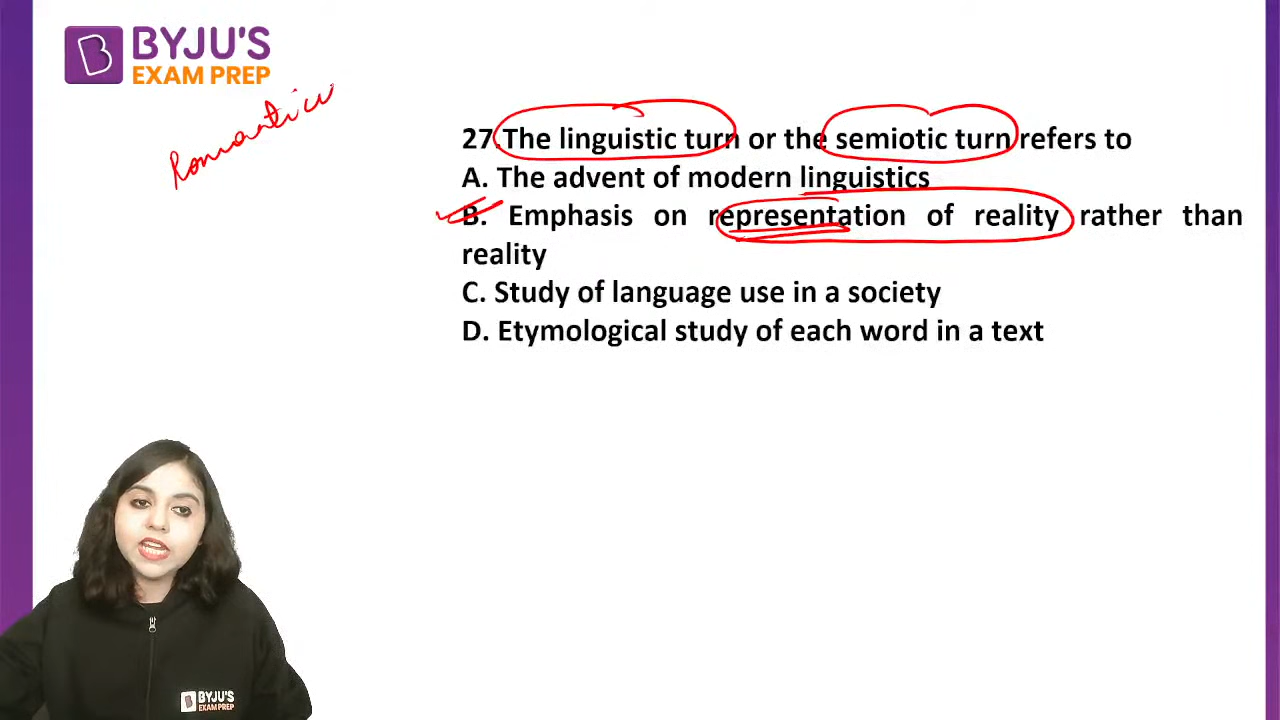 BYJU'S
EXAM PREP
Romantic
27. The linguistic turn or the semiotic turn refers to
A. The advent of modern linguistics
B. Emphasis on representation of reality rather than
reality
C. Study of language use in a society
D. Etymological study of each word in a text
BYJU'S
EXAM PREP